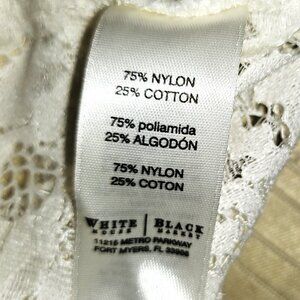 75% NYLON
25% COTTON
75% poliamida
25% ALGODÓN
75% NYLON
25% COTON
WHITE HOUSE | BLACK MARKET
11215 METRO PARKWAY
FORT MYERS, FL 33966